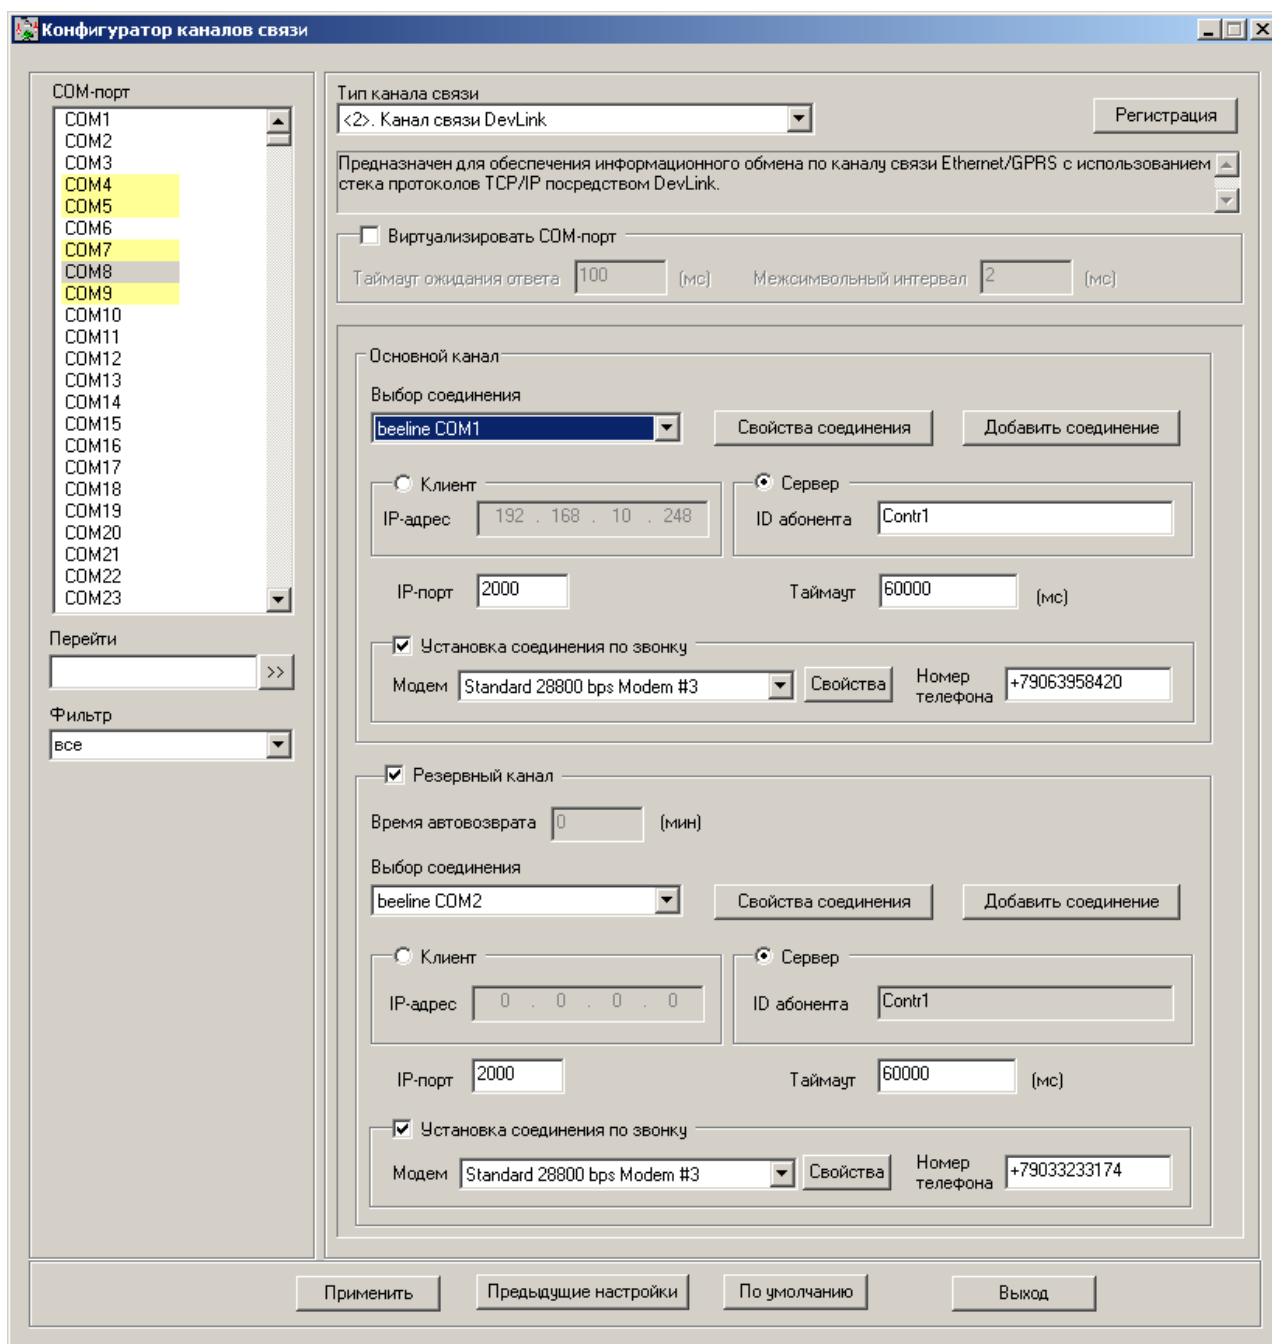 Конфигуратор каналов связи
COM-порт
COM1
COM2
COM3
COM4
COM5
COM6
COM7
COM8
COM9
COM10
COM11
COM12
COM13
COM14
COM15
COM16
COM17
COM18
COM19
COM20
COM21
COM22
COM23
Перейти
>>
Фильтр
все
Тип канала связи
<2>. Канал связи DevLink
Регистрация
Предназначен для обеспечения информационного обмена по каналу связи Ethernet/GPRS с использованием
стека протоколов TCP/IP посредством DevLink.
Виртуализировать COM-порт
Таймаут ожидания ответа 100 (мс) Межсимвольный интервал 2 (мс)
Основной канал
Выбор соединения
beeline COM1 Свойства соединения Добавить соединение
Клиент Сервер
IP-адрес 192 . 168 . 10 . 248 ID абонента Contr1
IP-порт 2000 Таймаут 60000 (мс)
Установка соединения по звонку
Модем Standard 28800 bps Modem #3 Свойства Номер телефона +79063958420
Резервный канал
Время автовозврата 0 (мин)
Выбор соединения
beeline COM2 Свойства соединения Добавить соединение
Клиент Сервер
IP-адрес 0 . 0 . 0 . 0 ID абонента Contr1
IP-порт 2000 Таймаут 60000 (мс)
Установка соединения по звонку
Модем Standard 28800 bps Modem #3 Свойства Номер телефона +79033233174
Применить Предыдущие настройки По умолчанию Выход